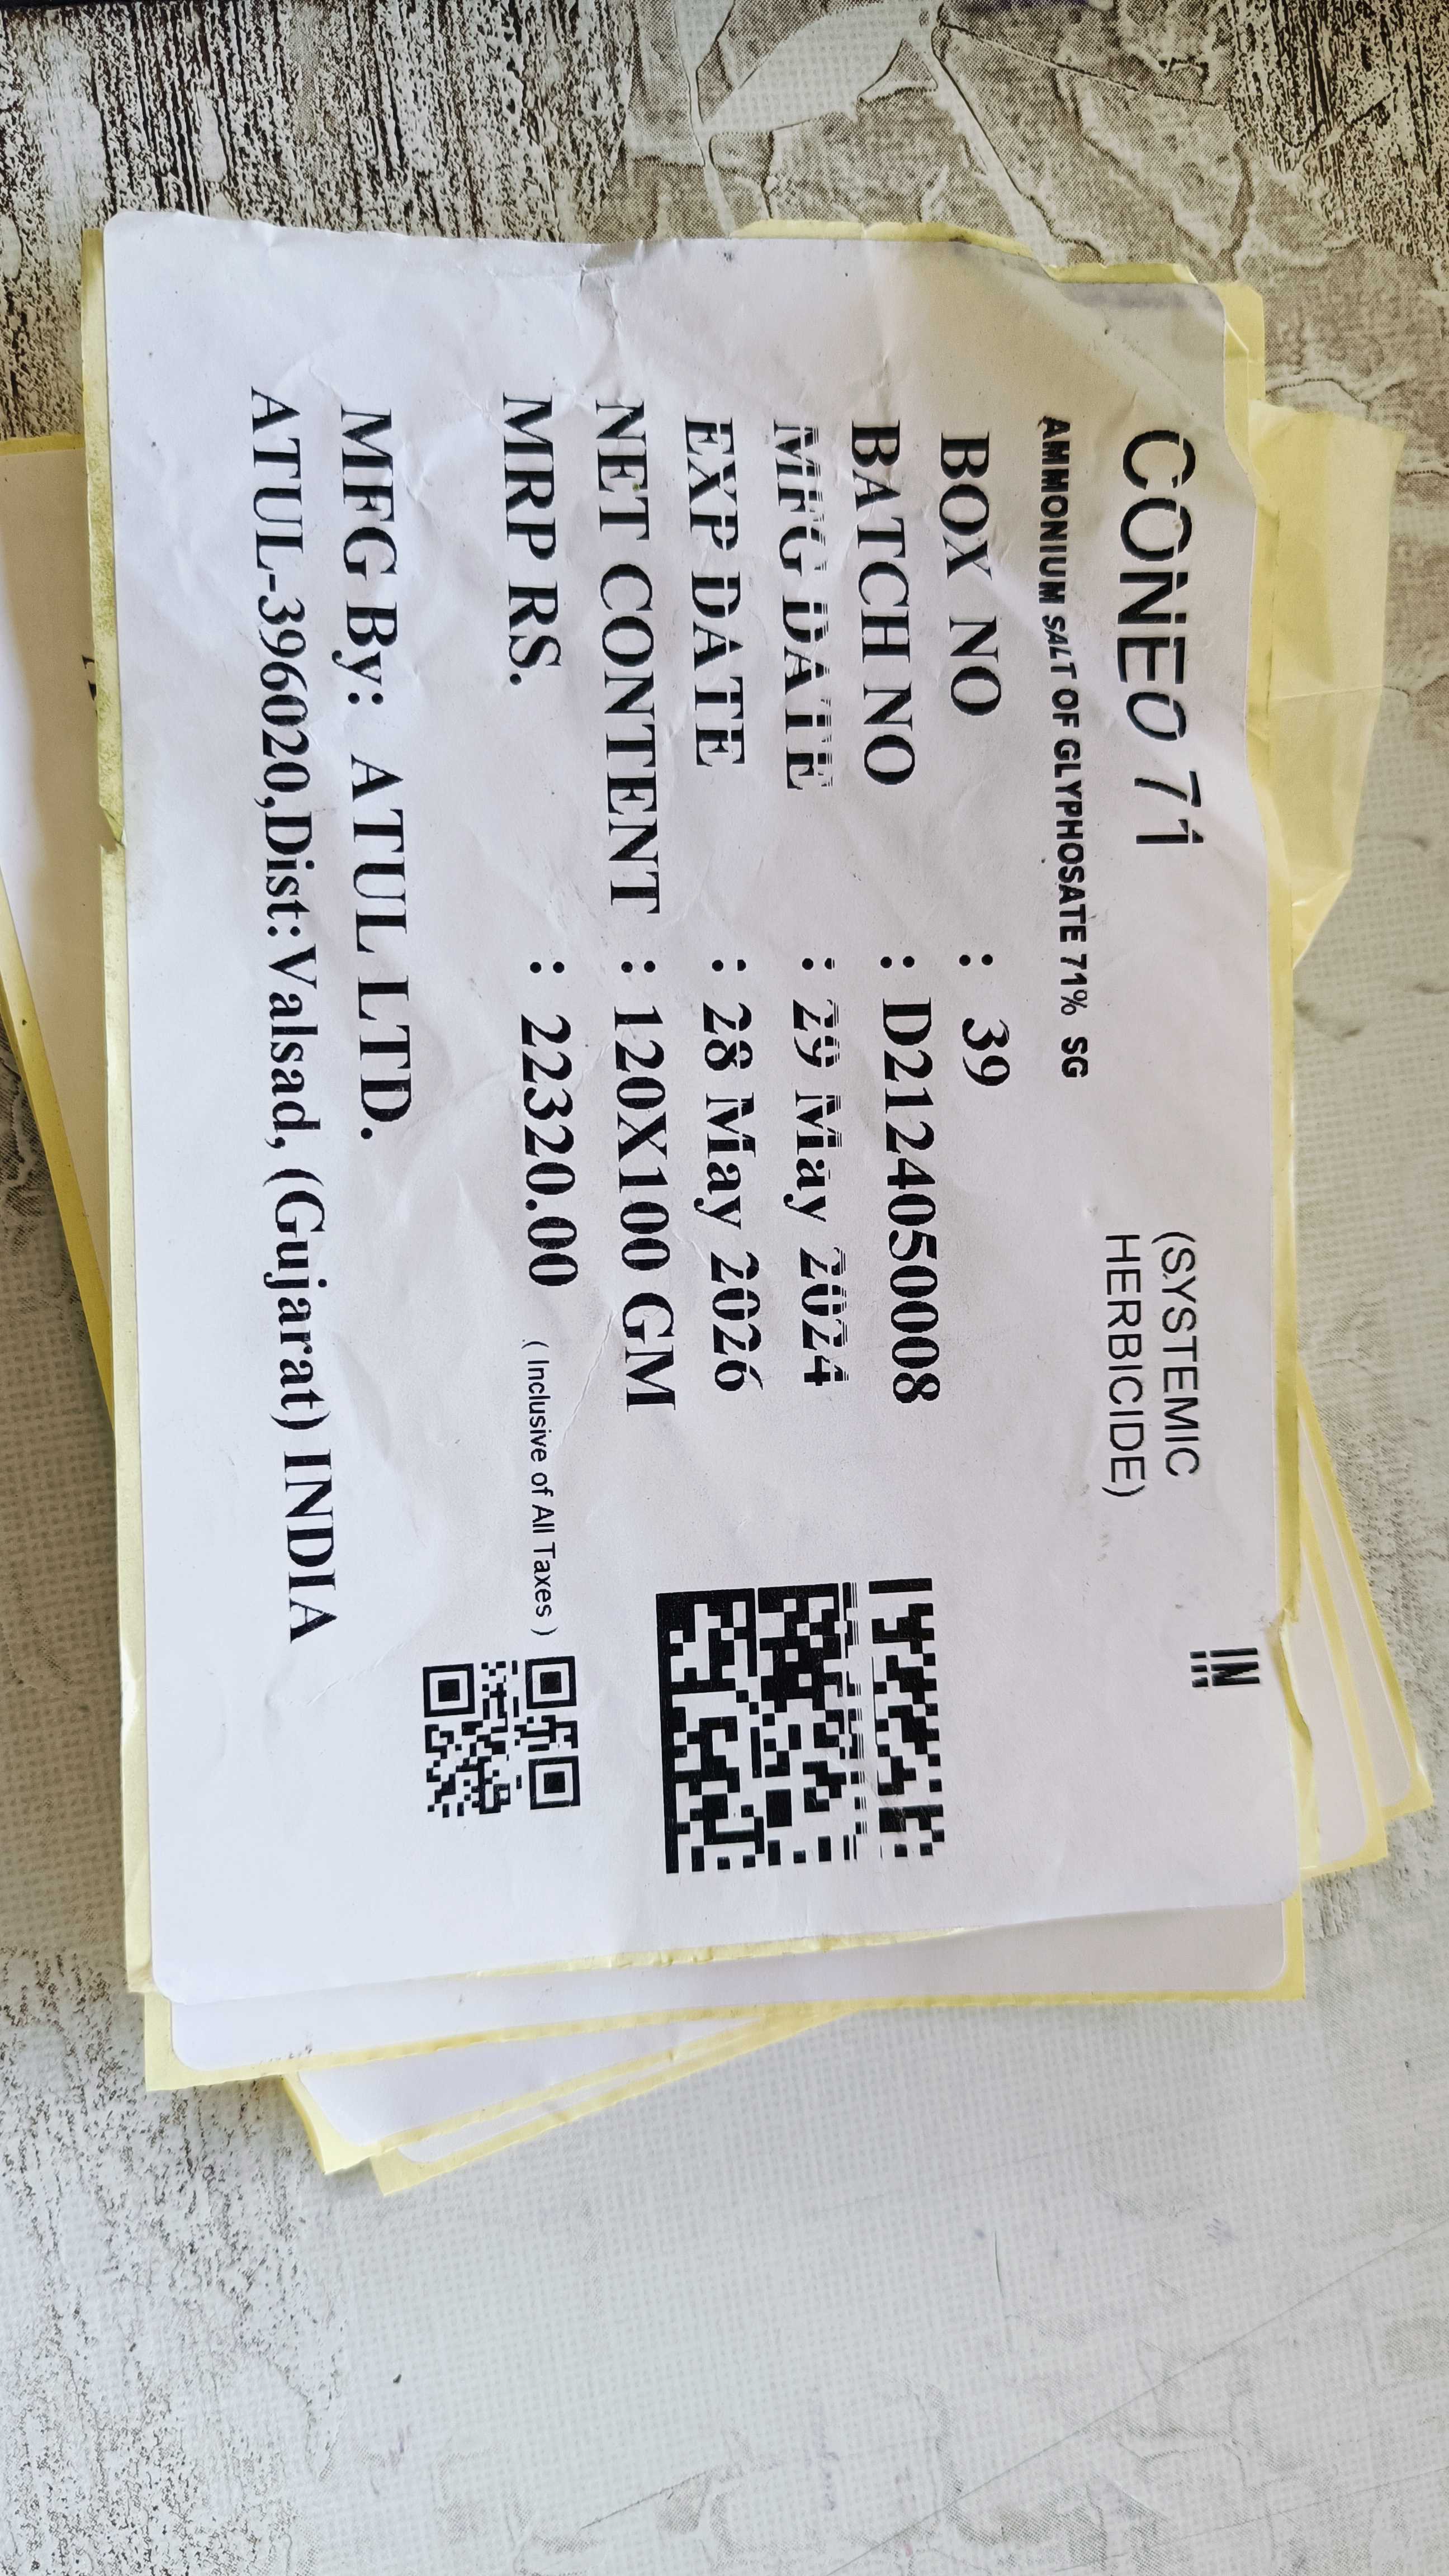 CONEO 71
(SYSTEMIC
HERBICIDE)
IN
AMMONIUM SALT OF GLYPHOSATE 71% SG
BOX NO : 39
BATCH NO : D2124050008
MFG DATE : 29 May 2024
EXP DATE : 28 May 2026
NET CONTENT : 120X100 GM
MRP RS. : 22320.00 ( Inclusive of All Taxes )
MFG By: ATUL LTD.
ATUL-396020,Dist:Valsad, (Gujarat) INDIA